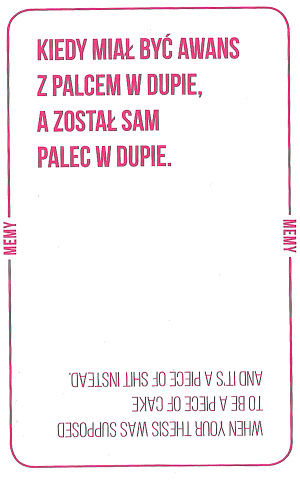 KIEDY MIAŁ BYĆ AWANS
Z PALCEM W DUPIE,
A ZOSTAŁ SAM
PALEC W DUPIE.
MEMY
MEMY
WHEN YOUR THESIS WAS SUPPOSED
TO BE A PIECE OF CAKE
AND IT'S A PIECE OF SHIT INSTEAD.